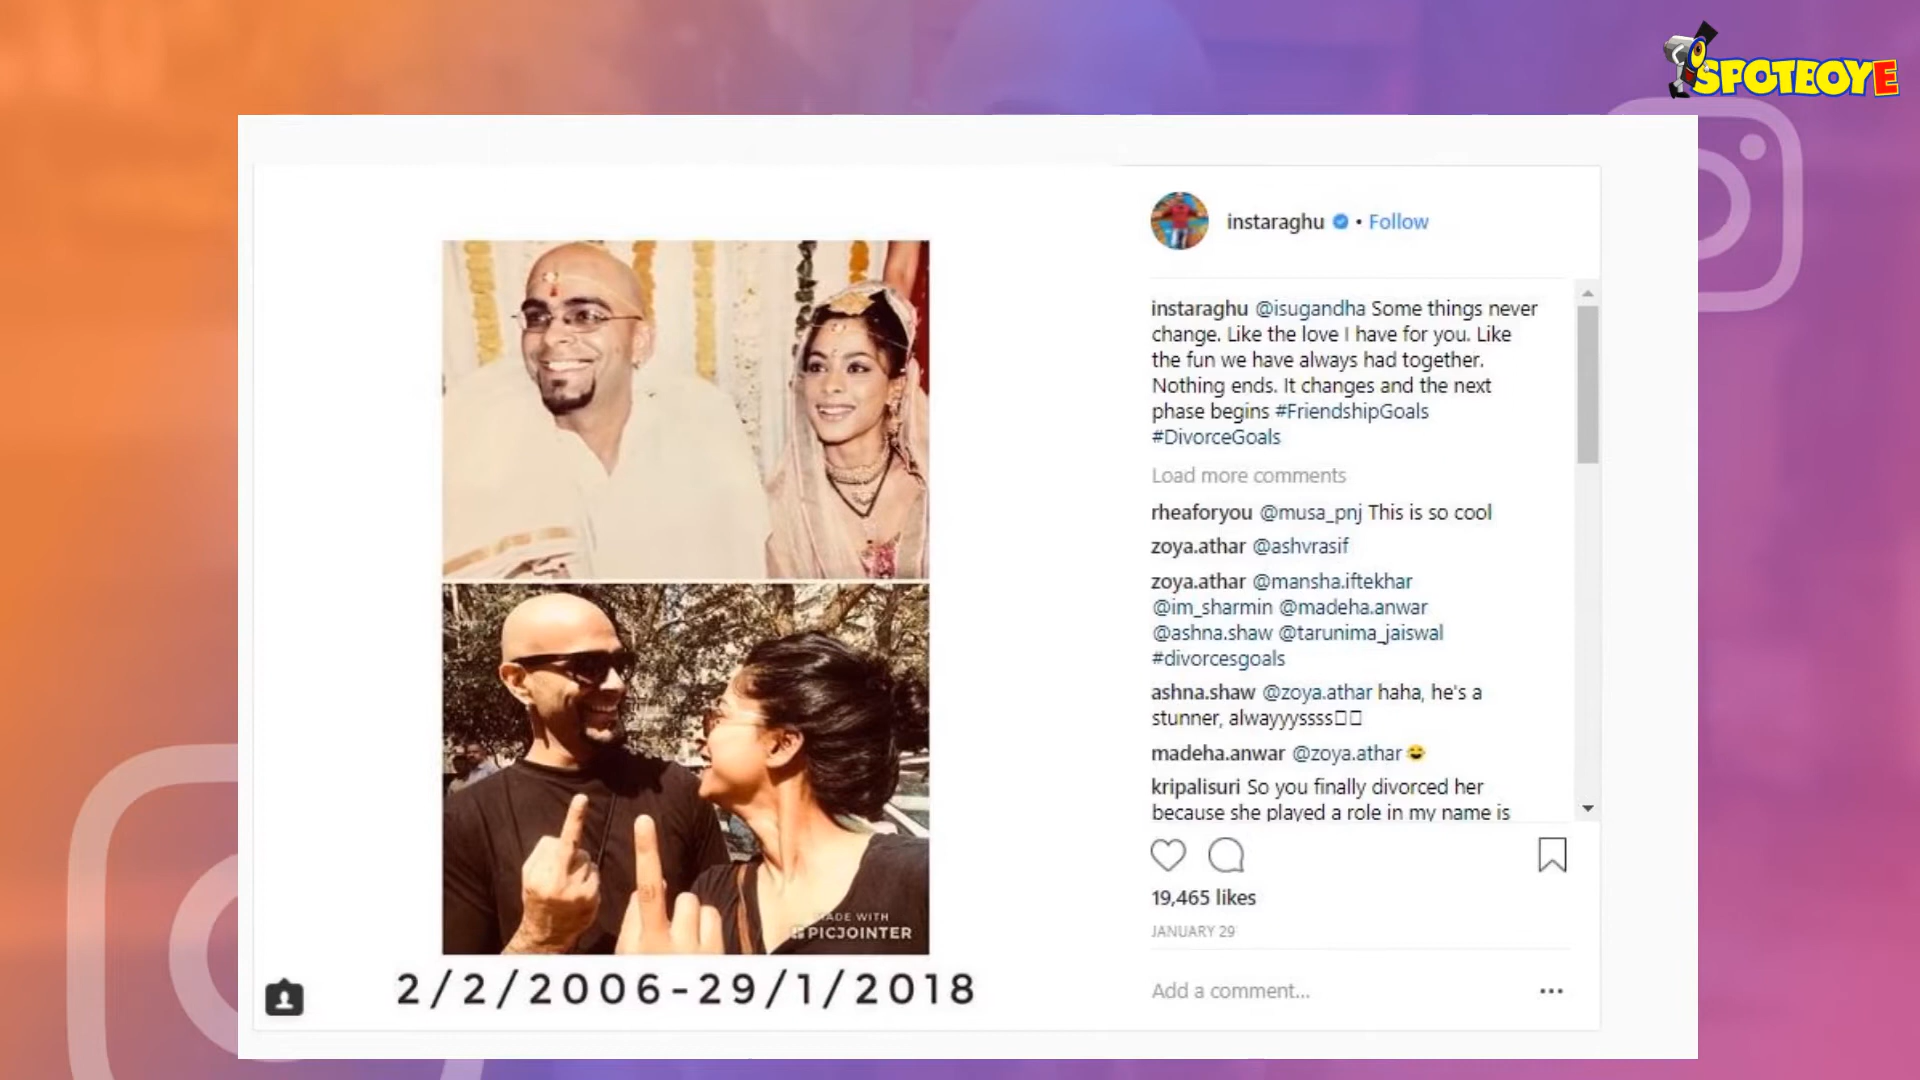 SPOTBOYE
instaraghu • Follow
instaraghu @isugandha Some things never
change. Like the love I have for you. Like
the fun we have always had together.
Nothing ends. It changes and the next
phase begins #FriendshipGoals
#DivorceGoals
Load more comments
rheaforyou @musa_pnj This is so cool
zoya.athar @ashvrasif
zoya.athar @mansha.iftekhar
@im_sharmin @madeha.anwar
@ashna.shaw @tarunima_jaiswal
#divorcesgoals
ashna.shaw @zoya.athar haha, he's a
stunner, alwayyyssss
madeha.anwar @zoya.athar 😂
kripalisuri So you finally divorced her
because she played a role in my name is
19,465 likes
JANUARY 29
Add a comment...
MADE WITH
PICJOINTER
2/2/2006-29/1/2018